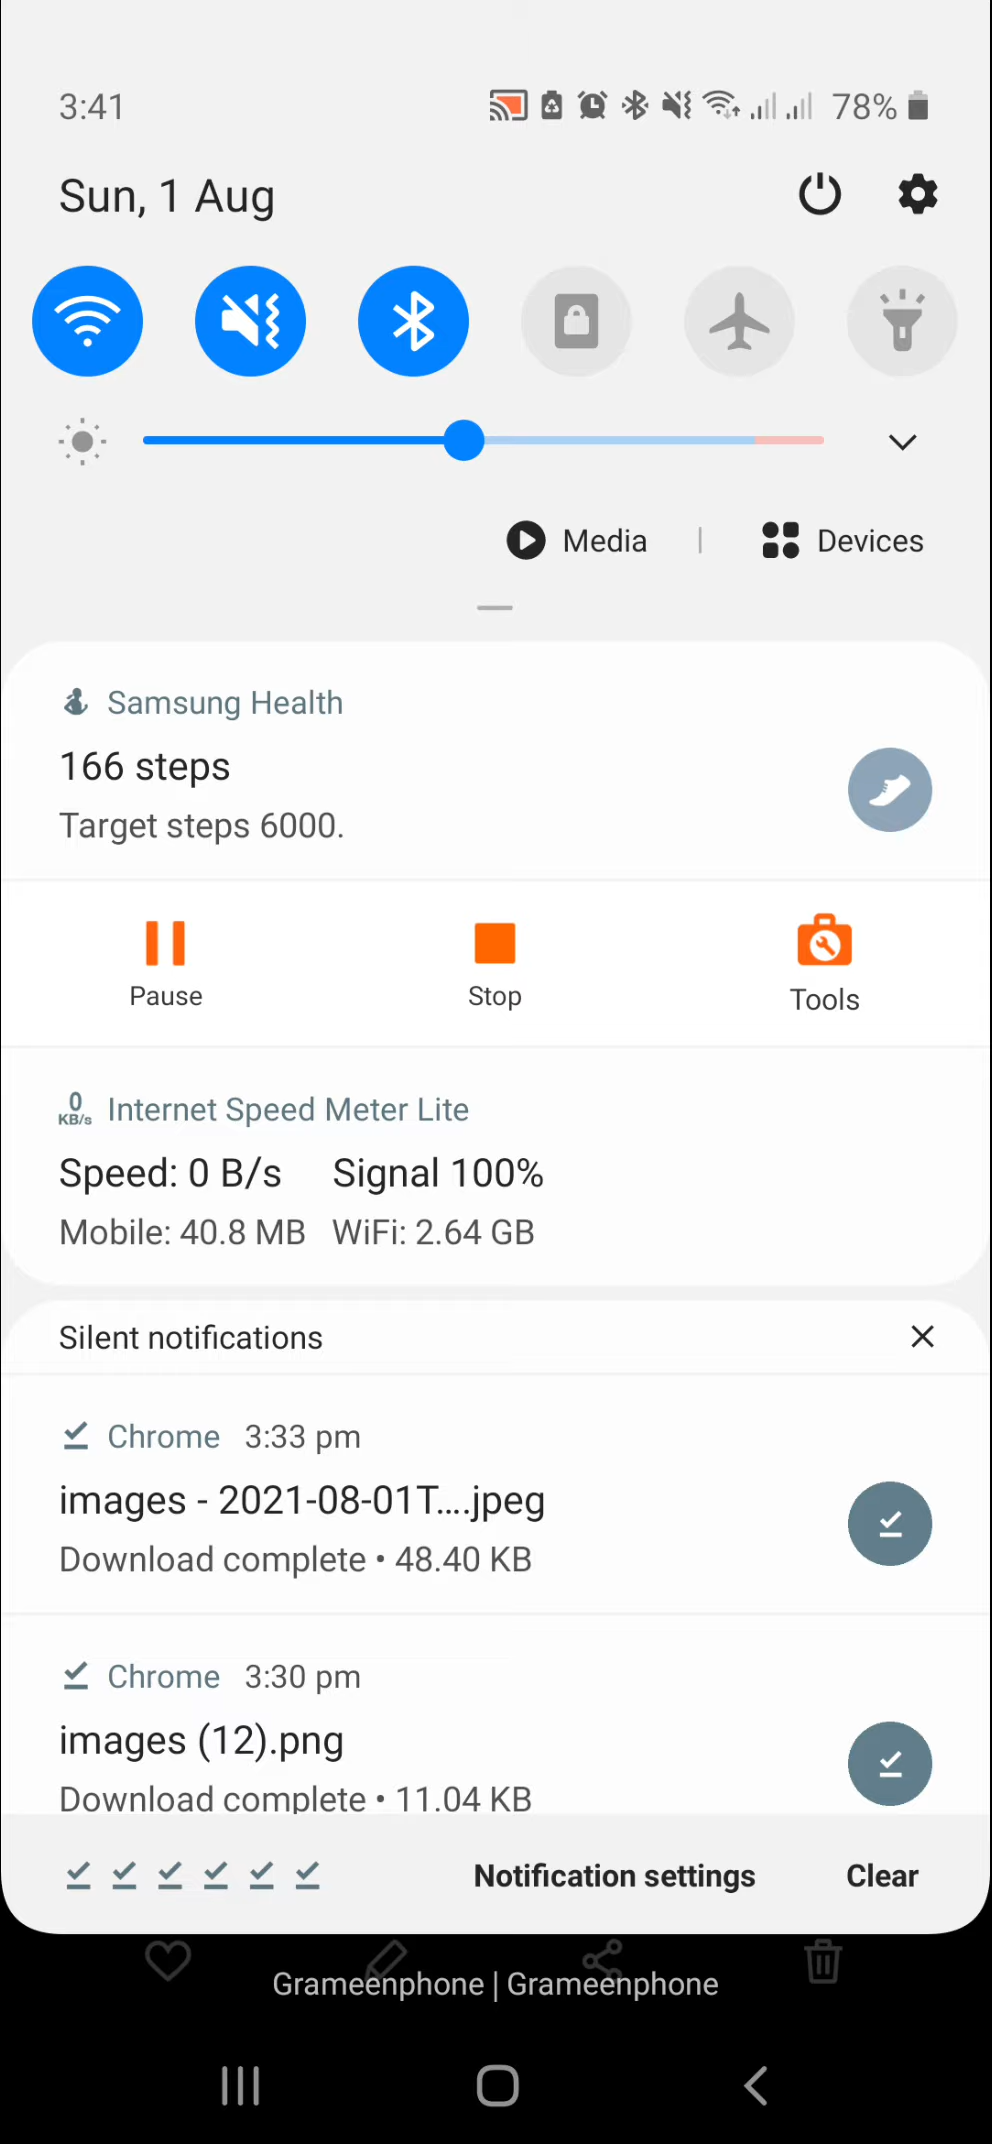 3:41 78%
Sun, 1 Aug
Media | Devices
Samsung Health
166 steps
Target steps 6000.
Pause Stop Tools
0 KB/s Internet Speed Meter Lite
Speed: 0 B/s Signal 100%
Mobile: 40.8 MB WiFi: 2.64 GB
Silent notifications
Chrome 3:33 pm
images - 2021-08-01T....jpeg
Download complete • 48.40 KB
Chrome 3:30 pm
images (12).png
Download complete • 11.04 KB
Notification settings Clear
Grameenphone | Grameenphone